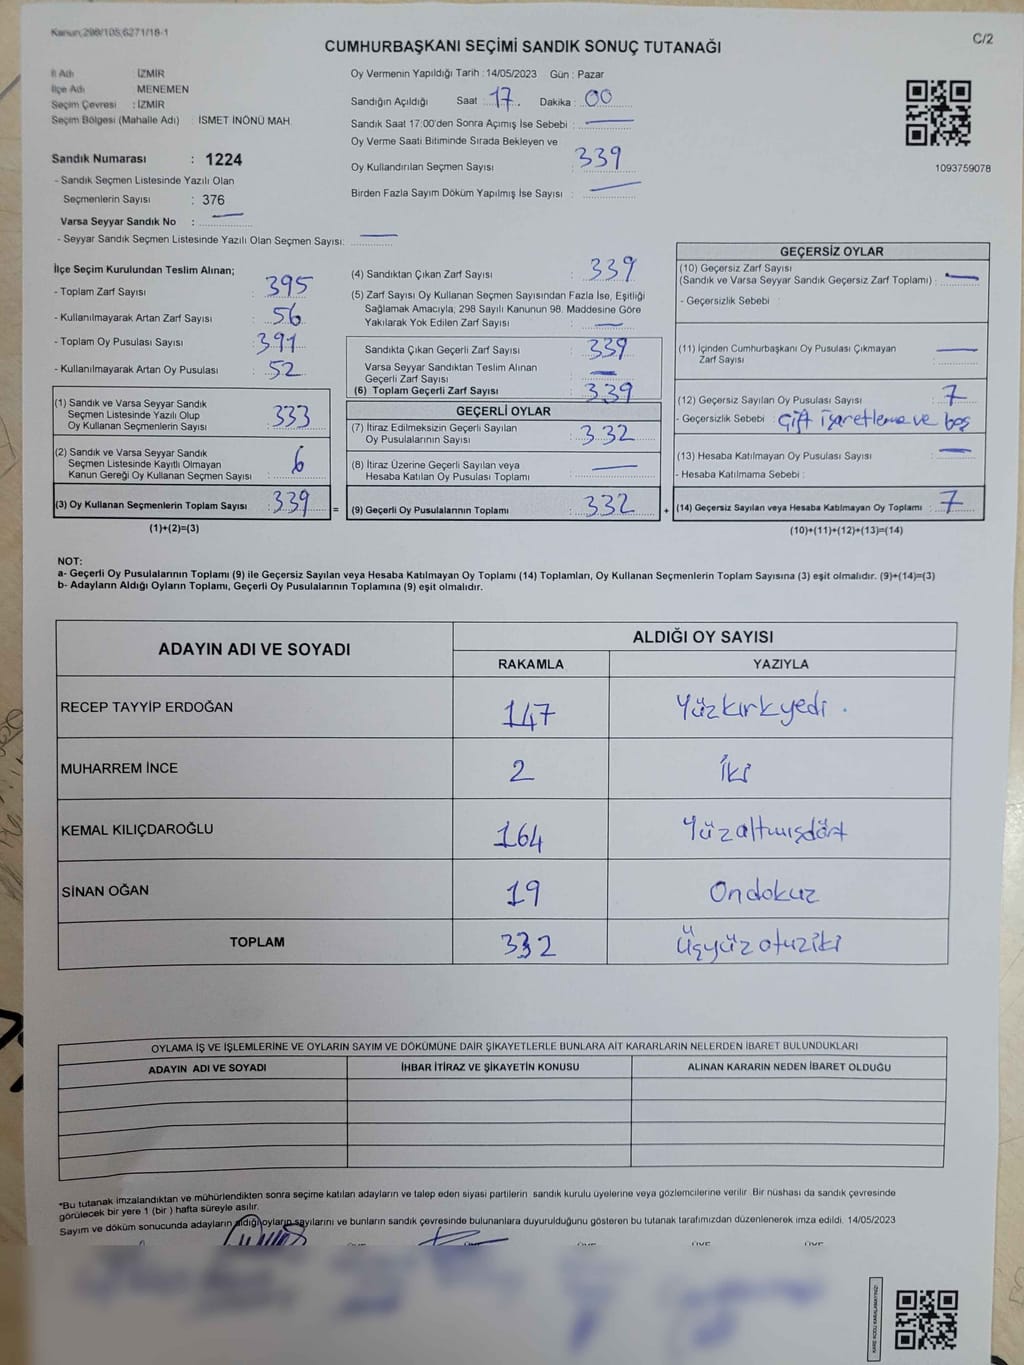 Kanun;298/105,6271/18-1
C/2
CUMHURBAŞKANI SEÇİMİ SANDIK SONUÇ TUTANAĞI
İl Adı : İZMİR
İlçe Adı : MENEMEN
Seçim Çevresi : İZMİR
Seçim Bölgesi (Mahalle Adı) : İSMET İNÖNÜ MAH.
Sandık Numarası : 1224
- Sandık Seçmen Listesinde Yazılı Olan
Seçmenlerin Sayısı : 376
Varsa Seyyar Sandık No : —
- Seyyar Sandık Seçmen Listesinde Yazılı Olan Seçmen Sayısı: —
Oy Vermenin Yapıldığı Tarih : 14/05/2023 Gün : Pazar
Sandığın Açıldığı Saat : 17. Dakika : 00
Sandık Saat 17:00'den Sonra Açımış İse Sebebi : —
Oy Verme Saati Bitiminde Sırada Bekleyen ve
Oy Kullandırılan Seçmen Sayısı : 339
Birden Fazla Sayım Döküm Yapılmış İse Sayısı : —
1093759078
İlçe Seçim Kurulundan Teslim Alınan;
- Toplam Zarf Sayısı : 395
- Kullanılmayarak Artan Zarf Sayısı : 56
- Toplam Oy Pusulası Sayısı : 391
- Kullanılmayarak Artan Oy Pusulası : 52
(1) Sandık ve Varsa Seyyar Sandık
Seçmen Listesinde Yazılı Olup
Oy Kullanan Seçmenlerin Sayısı : 333
(2) Sandık ve Varsa Seyyar Sandık
Seçmen Listesinde Kayıtlı Olmayan
Kanun Gereği Oy Kullanan Seçmen Sayısı : 6
(3) Oy Kullanan Seçmenlerin Toplam Sayısı : 339
(1)+(2)=(3)
(4) Sandıktan Çıkan Zarf Sayısı : 339
(5) Zarf Sayısı Oy Kullanan Seçmen Sayısından Fazla İse, Eşitliği
Sağlamak Amacıyla, 298 Sayılı Kanunun 98. Maddesine Göre
Yakılarak Yok Edilen Zarf Sayısı : —
Sandıkta Çıkan Geçerli Zarf Sayısı : 339
Varsa Seyyar Sandıktan Teslim Alınan
Geçerli Zarf Sayısı : —
(6) Toplam Geçerli Zarf Sayısı : 339
GEÇERLİ OYLAR
(7) İtiraz Edilmeksizin Geçerli Sayılan
Oy Pusulalarının Sayısı : 332
(8) İtiraz Üzerine Geçerli Sayılan veya
Hesaba Katılan Oy Pusulası Toplamı : —
= (9) Geçerli Oy Pusulalarının Toplamı : 332
GEÇERSİZ OYLAR
(10) Geçersiz Zarf Sayısı
(Sandık ve Varsa Seyyar Sandık Geçersiz Zarf Toplamı) : —
- Geçersizlik Sebebi :
(11) İçinden Cumhurbaşkanı Oy Pusulası Çıkmayan
Zarf Sayısı : —
(12) Geçersiz Sayılan Oy Pusulası Sayısı : 7
- Geçersizlik Sebebi : Çift işaretleme ve boş
(13) Hesaba Katılmayan Oy Pusulası Sayısı : —
- Hesaba Katılmama Sebebi :
+ (14) Geçersiz Sayılan veya Hesaba Katılmayan Oy Toplamı : 7
(10)+(11)+(12)+(13)=(14)
NOT:
a- Geçerli Oy Pusulalarının Toplamı (9) ile Geçersiz Sayılan veya Hesaba Katılmayan Oy Toplamı (14) Toplamları, Oy Kullanan Seçmenlerin Toplam Sayısına (3) eşit olmalıdır. (9)+(14)=(3)
b- Adayların Aldığı Oyların Toplamı, Geçerli Oy Pusulalarının Toplamına (9) eşit olmalıdır.
ADAYIN ADI VE SOYADI
ALDIĞI OY SAYISI
RAKAMLA YAZIYLA
RECEP TAYYİP ERDOĞAN 147 Yüzkırkyedi .
MUHARREM İNCE 2 İki
KEMAL KILIÇDAROĞLU 164 Yüzaltmışdört
SİNAN OĞAN 19 Ondokuz
TOPLAM 332 Üçyüzotuziki
OYLAMA İŞ VE İŞLEMLERİNE VE OYLARIN SAYIM VE DÖKÜMÜNE DAİR ŞİKAYETLERLE BUNLARA AİT KARARLARIN NELERDEN İBARET BULUNDUKLARI
ADAYIN ADI VE SOYADI İHBAR İTİRAZ VE ŞİKAYETİN KONUSU ALINAN KARARIN NEDEN İBARET OLDUĞU
*Bu tutanak imzalandıktan ve mühürlendikten sonra seçime katılan adayların ve talep eden siyasi partilerin sandık kurulu üyelerine veya gözlemcilerine verilir. Bir nüshası da sandık çevresinde
görülecek bir yere 1 (bir ) hafta süreyle asılır.
Sayım ve döküm sonucunda adayların aldığı oyların sayılarını ve bunların sandık çevresinde bulunanlara duyurulduğunu gösteren bu tutanak tarafımızdan düzenlenerek imza edildi. 14/05/2023